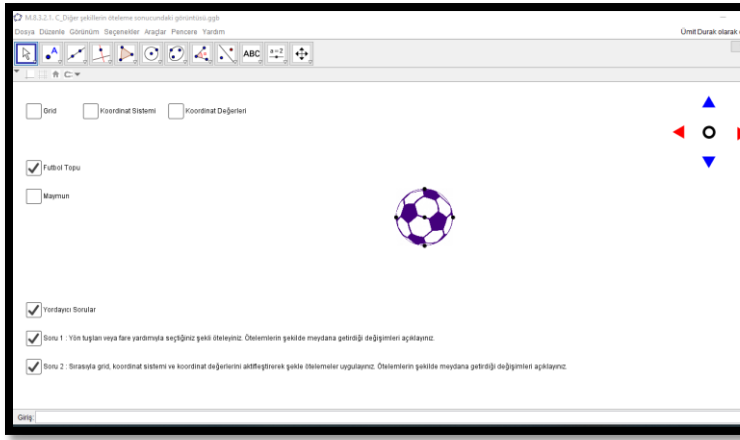 M.8.3.2.1. C_Diğer şekillerin öteleme sonucundaki görüntüsü.ggb
Dosya Düzenle Görünüm Seçenekler Araçlar Pencere Yardım
Ümit Durak olarak
ABC
a=2
Grid
Koordinat Sistemi
Koordinat Değerleri
Futbol Topu
Maymun
Yordayıcı Sorular
Soru 1 : Yön tuşları veya fare yardımıyla seçtiğiniz şekli öteleyiniz. Ötelemlerin şekilde meydana getirdiği değişimleri açıklayınız.
Soru 2 : Sırasıyla grid, koordinat sistemi ve koordinat değerlerini aktifleştirerek şekle ötelemeler uygulayınız. Ötelemlerin şekilde meydana getirdiği değişimleri açıklayınız.
Giriş: